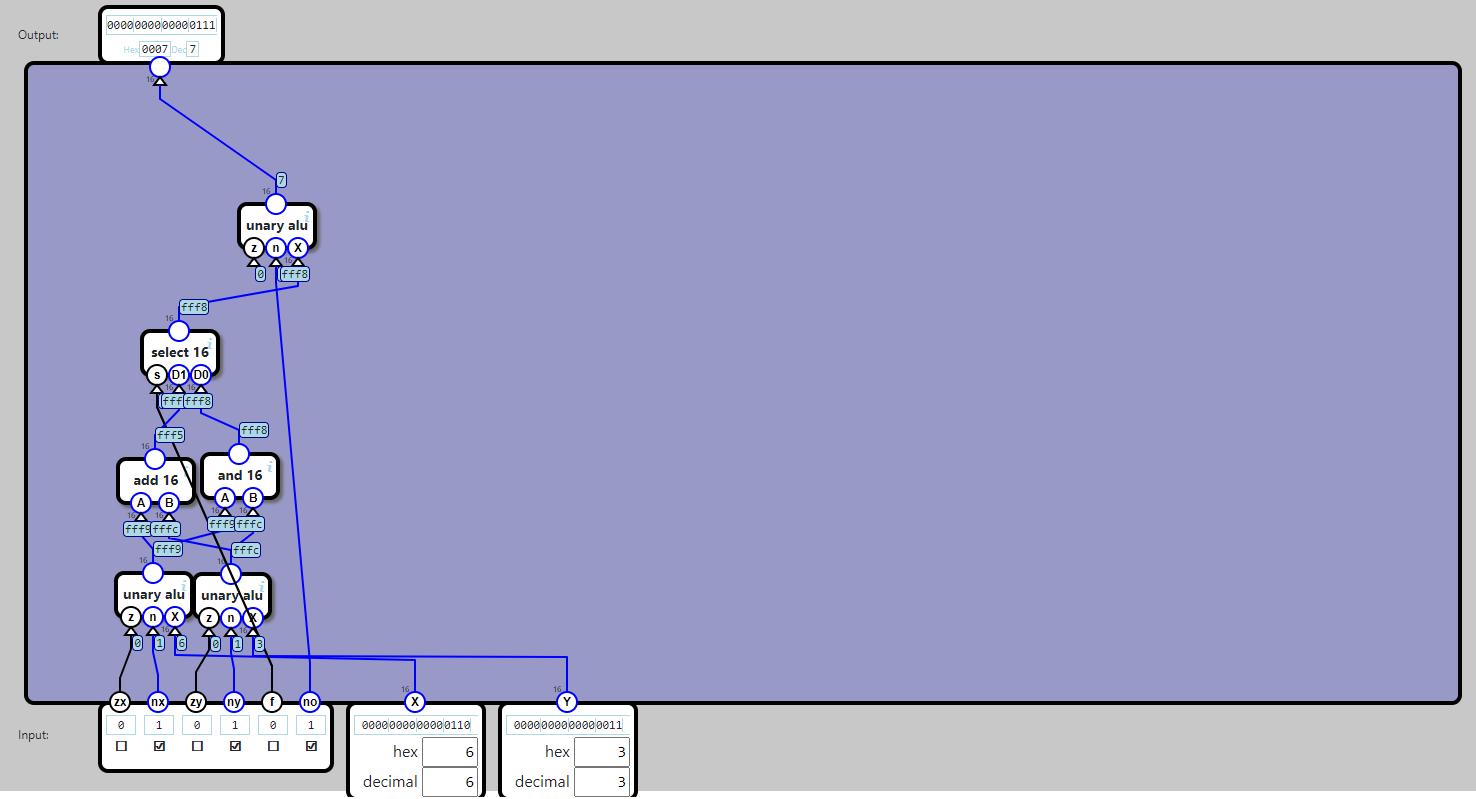 Output:
0000000000000111
Hex 0007 Dec 7
16
7
16
unary alu
z n X
16
0 fff8
fff8
16
select 16
s D1 D0
16 16
fff fff8
fff5 fff8
16
add 16 and 16
A B A B
16 16 16 16
fff9 fffc fff9 fffc
fff9 fffc
16 16
unary alu unary alu
z n X z n X
16 16
0 1 6 0 1 3
16 16
zx nx zy ny f no X Y
0 1 0 1 0 1 0000000000000110 0000000000000011
Input:
hex 6 hex 3
decimal 6 decimal 3